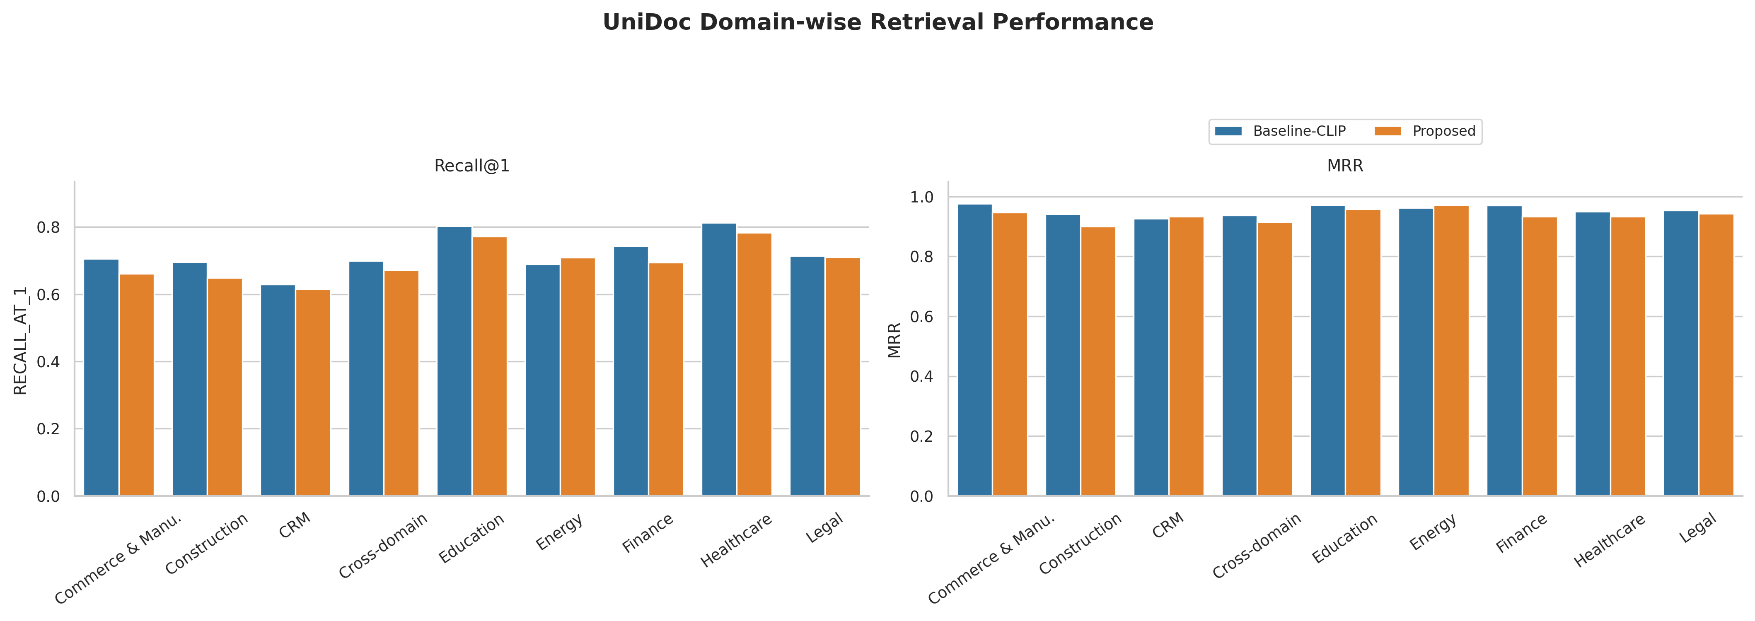 UniDoc Domain-wise Retrieval Performance
Baseline-CLIP Proposed
Recall@1
RECALL_AT_1
0.8
0.6
0.4
0.2
0.0
Commerce & Manu.
Construction
CRM
Cross-domain
Education
Energy
Finance
Healthcare
Legal
MRR
MRR
1.0
0.8
0.6
0.4
0.2
0.0
Commerce & Manu.
Construction
CRM
Cross-domain
Education
Energy
Finance
Healthcare
Legal